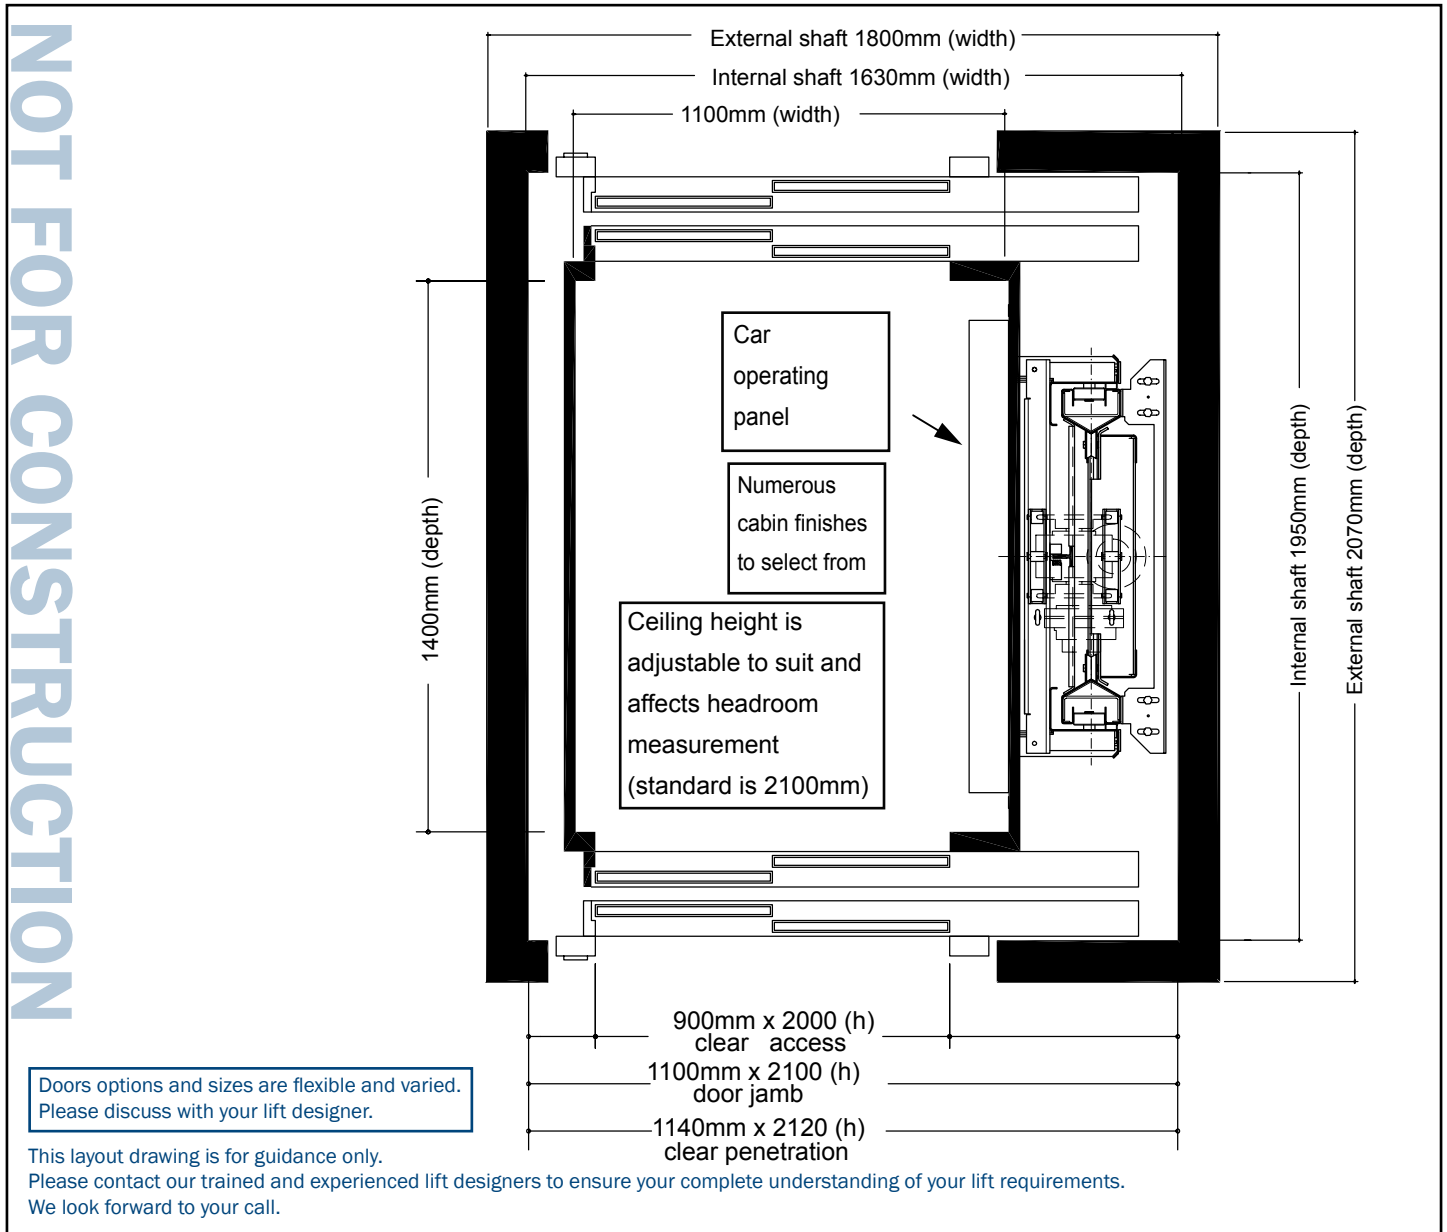 NOT FOR CONSTRUCTION
External shaft 1800mm (width)
Internal shaft 1630mm (width)
1100mm (width)
1400mm (depth)
Car
operating
panel
Numerous
cabin finishes
to select from
Ceiling height is
adjustable to suit and
affects headroom
measurement
(standard is 2100mm)
Internal shaft 1950mm (depth)
External shaft 2070mm (depth)
900mm x 2000 (h)
clear access
1100mm x 2100 (h)
door jamb
1140mm x 2120 (h)
clear penetration
Doors options and sizes are flexible and varied.
Please discuss with your lift designer.
This layout drawing is for guidance only.
Please contact our trained and experienced lift designers to ensure your complete understanding of your lift requirements.
We look forward to your call.